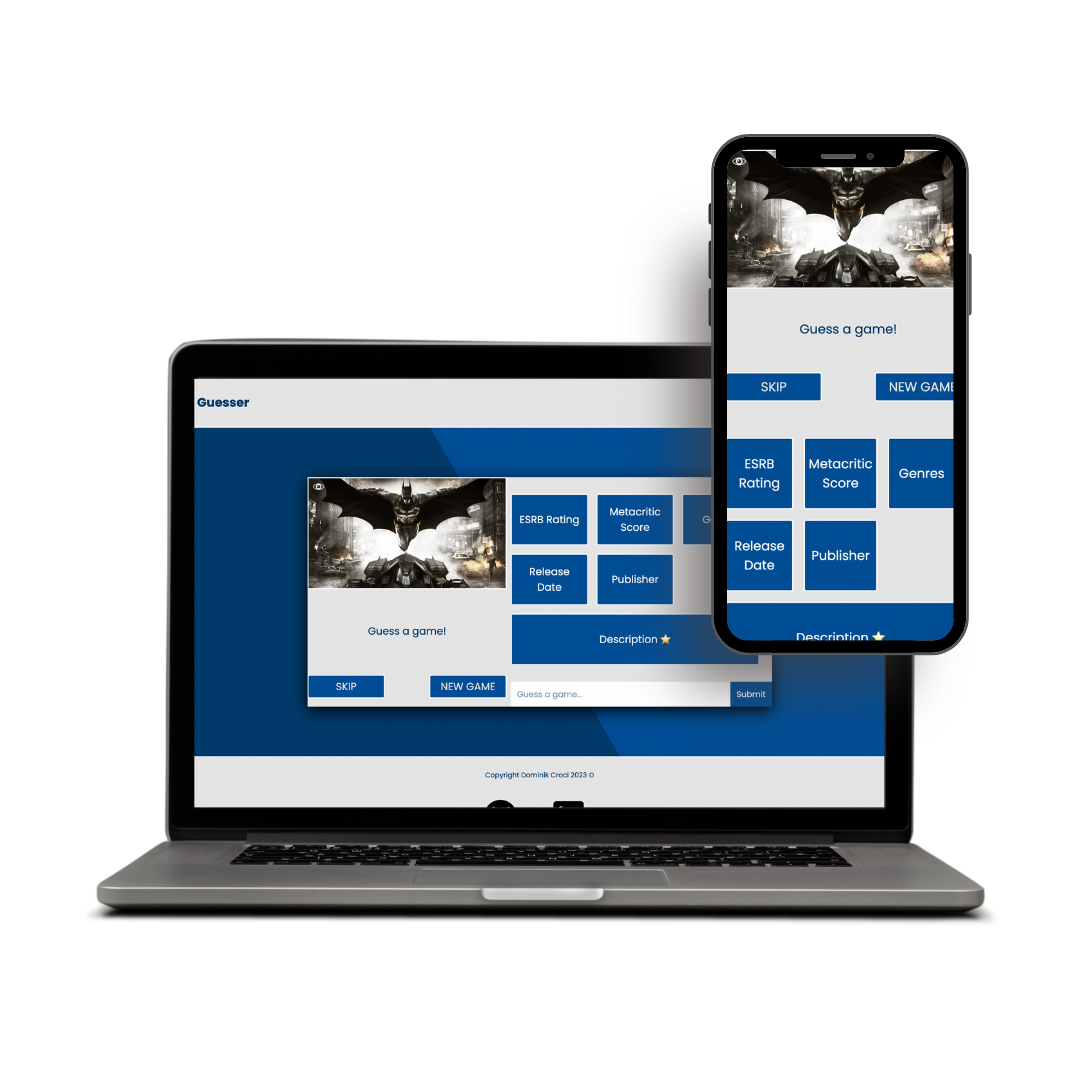 Guess a game!
SKIP
NEW GAME
ESRB
Rating
Metacritic
Score
Genres
Release
Date
Publisher
Description ⭐
Guesser
ESRB Rating
Metacritic
Score
G
Release
Date
Publisher
Guess a game!
Description ⭐
SKIP
NEW GAME
Guess a game...
Submit
Copyright Dominik Croci 2023 ©